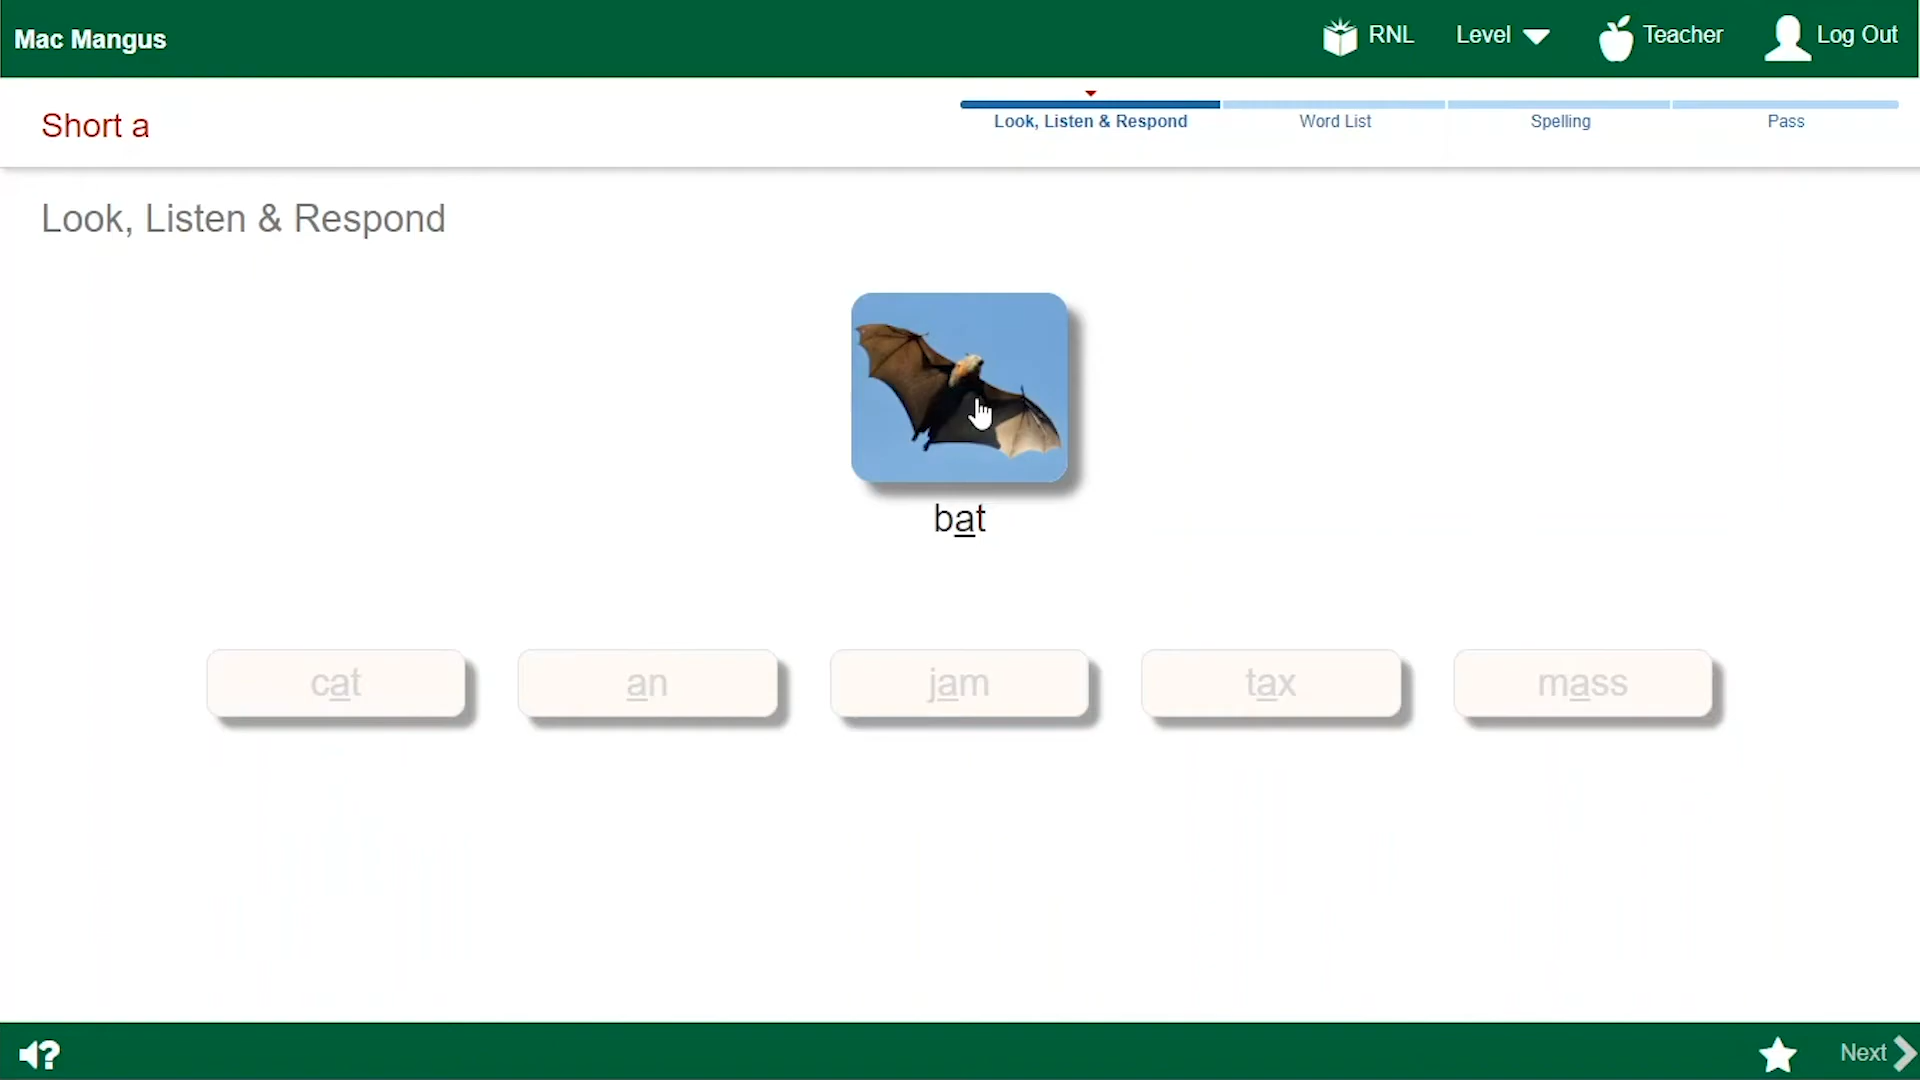 Mac Mangus
RNL
Level
Teacher
Log Out
Short a
Look, Listen & Respond
Word List
Spelling
Pass
Look, Listen & Respond
bat
cat
an
jam
tax
mass
?
Next